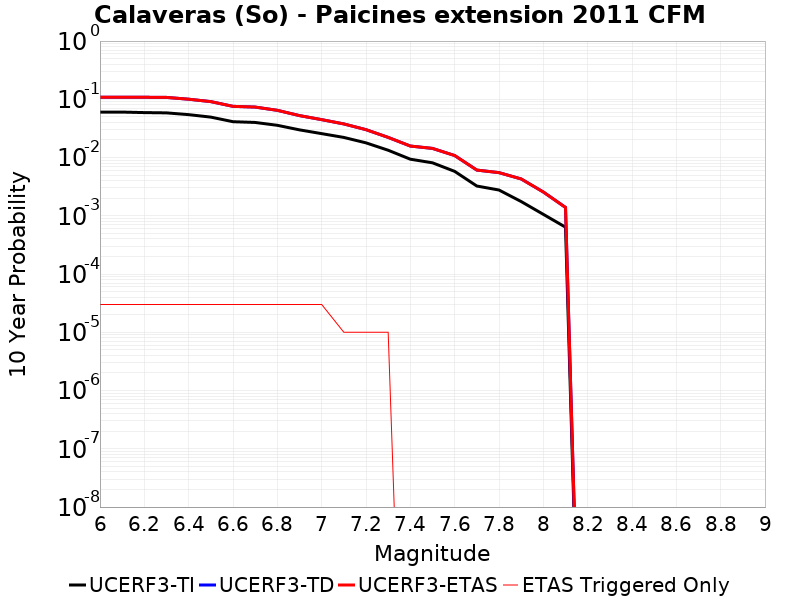 Calaveras (So) - Paicines extension 2011 CFM
10 Year Probability
10^0
10^-1
10^-2
10^-3
10^-4
10^-5
10^-6
10^-7
10^-8
6 6.2 6.4 6.6 6.8 7 7.2 7.4 7.6 7.8 8 8.2 8.4 8.6 8.8 9
Magnitude
UCERF3-TI UCERF3-TD UCERF3-ETAS ETAS Triggered Only